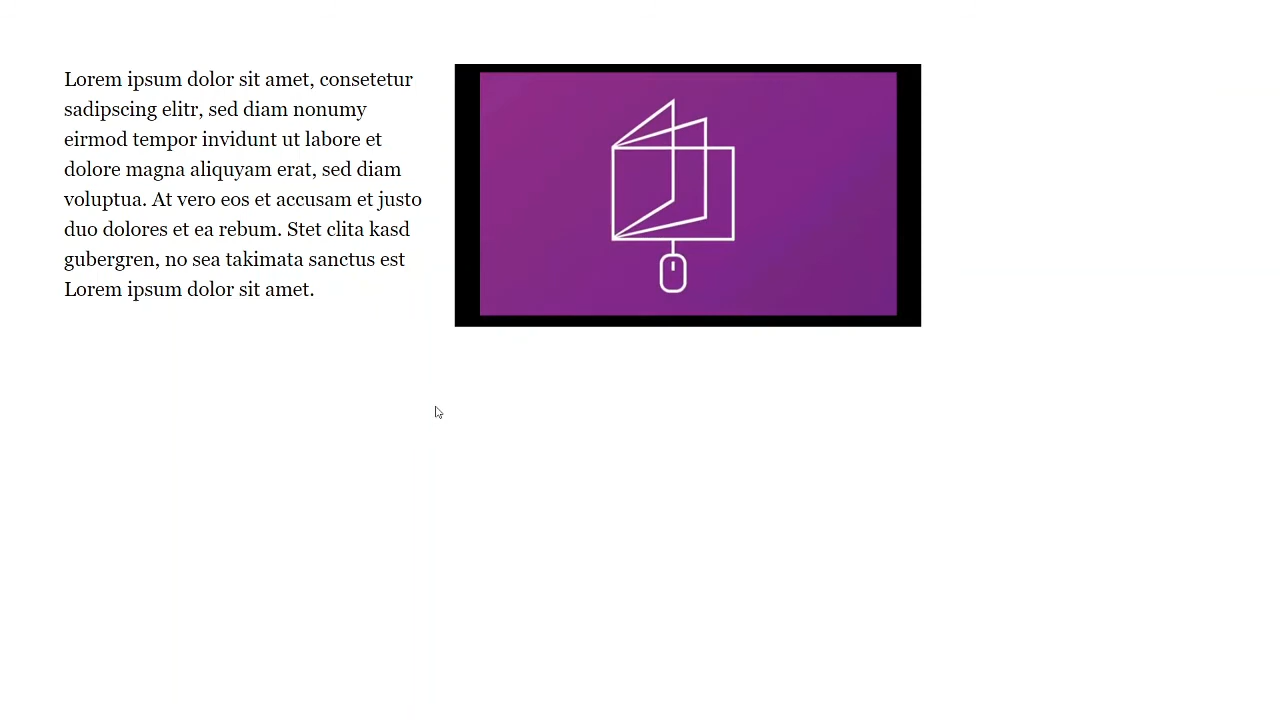 Lorem ipsum dolor sit amet, consetetur
sadipscing elitr, sed diam nonumy
eirmod tempor invidunt ut labore et
dolore magna aliquyam erat, sed diam
voluptua. At vero eos et accusam et justo
duo dolores et ea rebum. Stet clita kasd
gubergren, no sea takimata sanctus est
Lorem ipsum dolor sit amet.